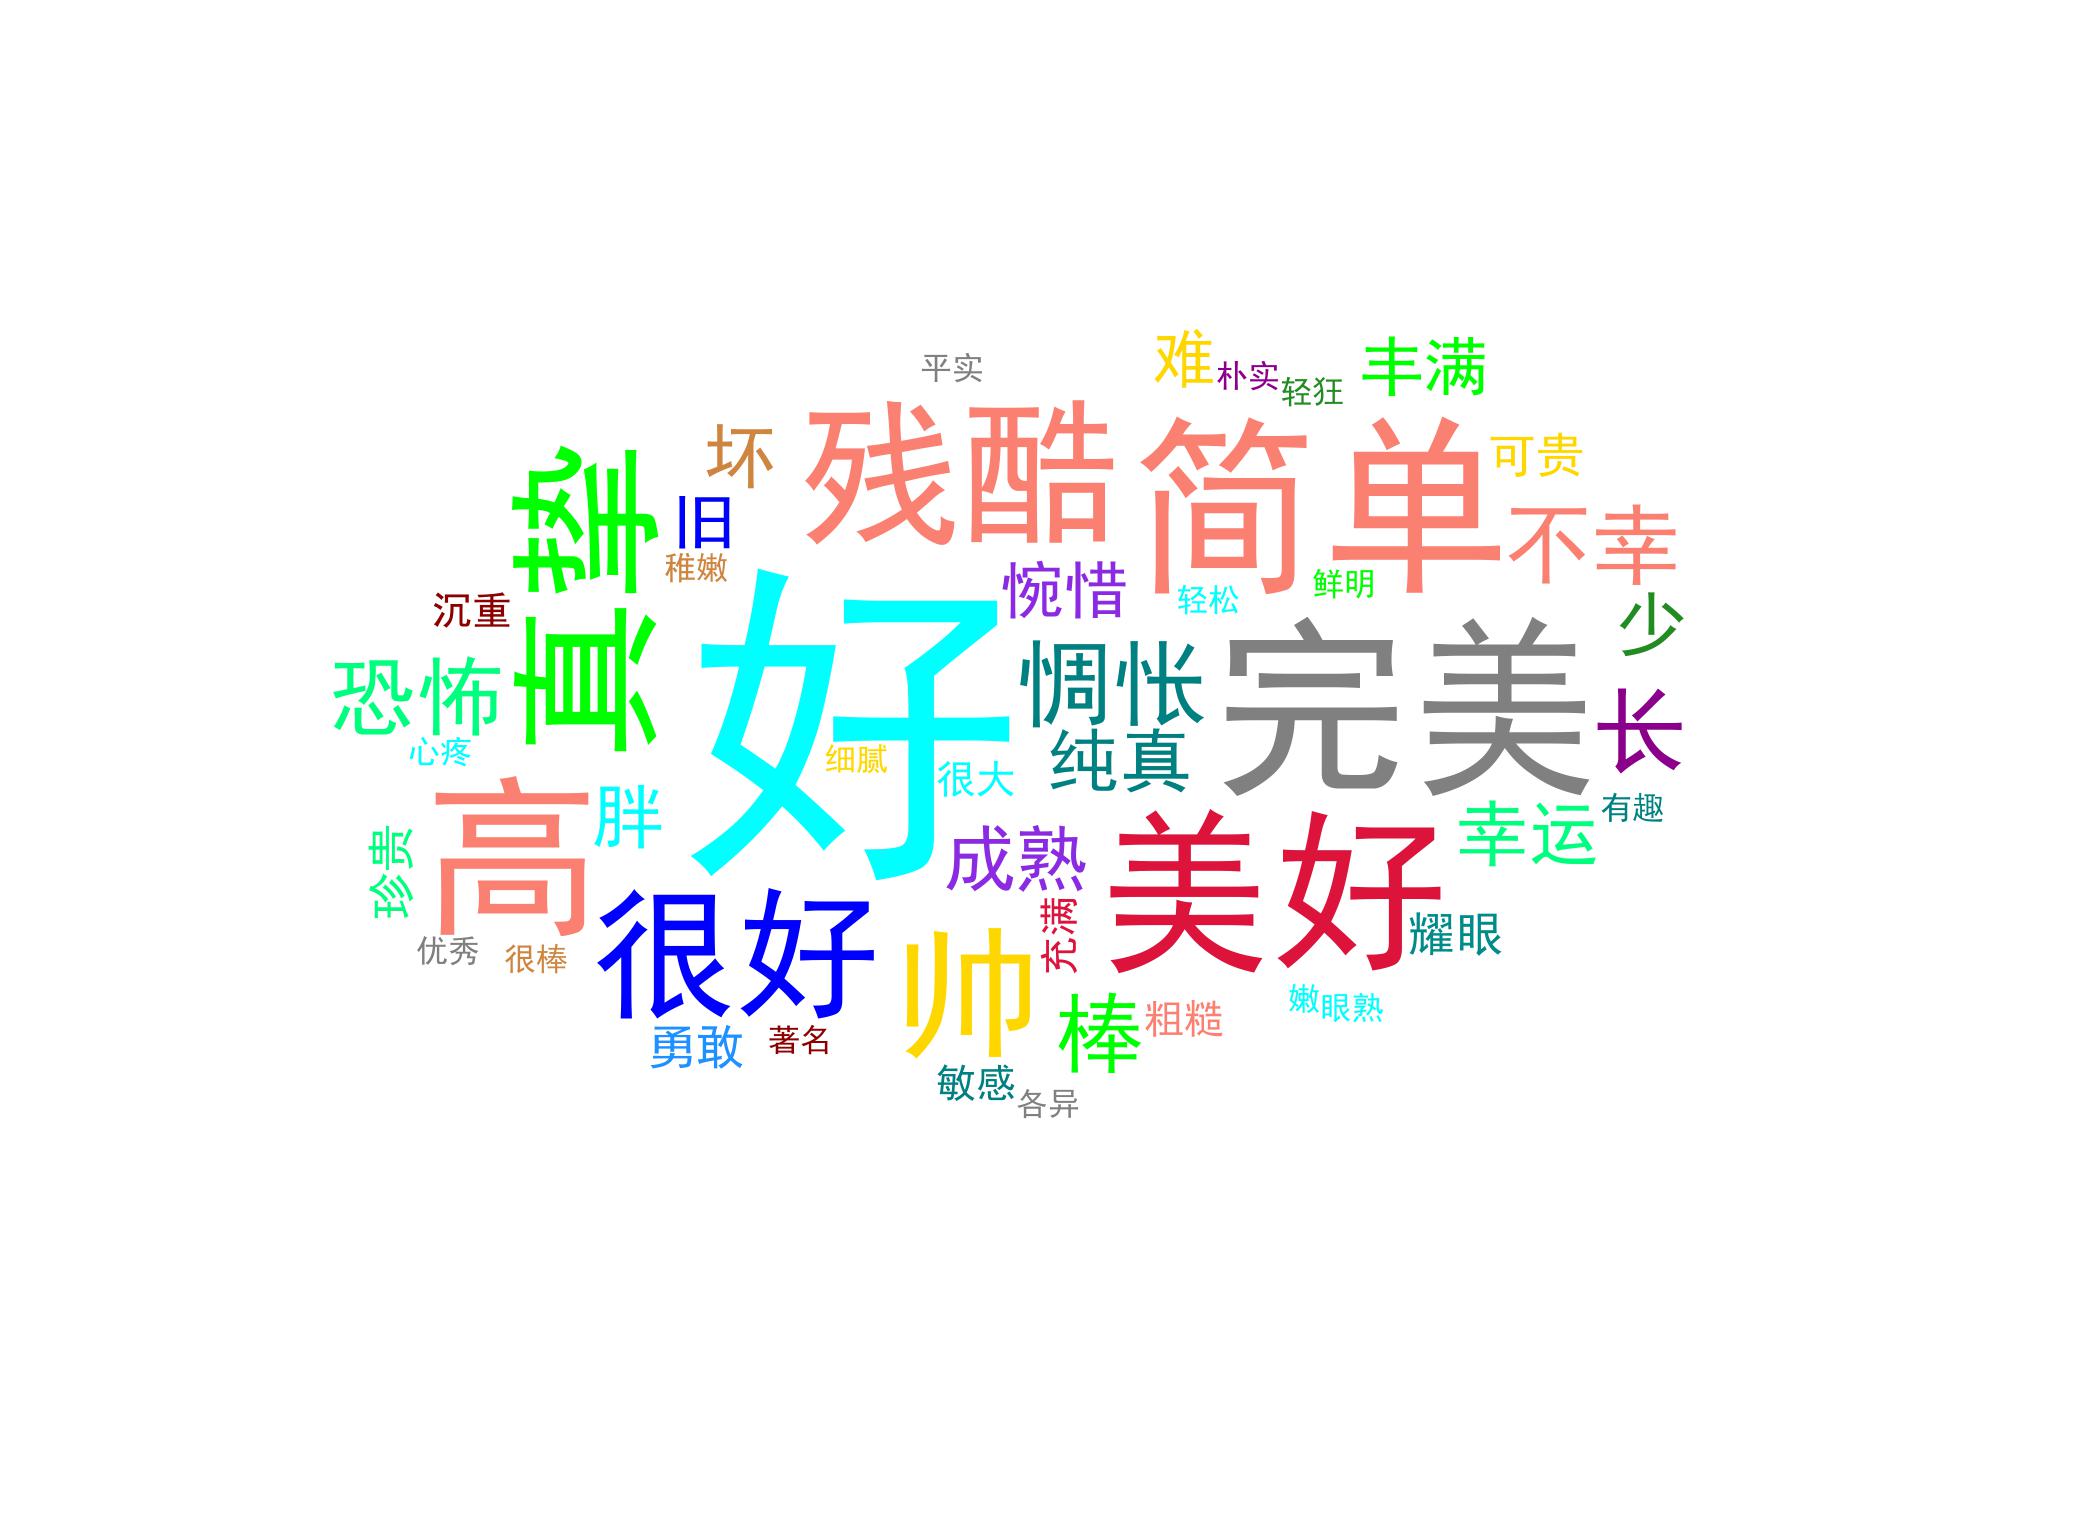 平实
难
朴实
轻狂
丰满
坏
残酷
简单
可贵
真挚
旧
不幸
稚嫩
惋惜
轻松
鲜明
沉重
少
好
恐怖
惆怅
完美
长
心疼
细腻
很大
纯真
有趣
高
胖
成熟
美好
幸运
珍贵
优秀
很棒
很好
帅
充满
耀眼
勇敢
著名
棒
粗糙
嫩
眼熟
敏感
各异